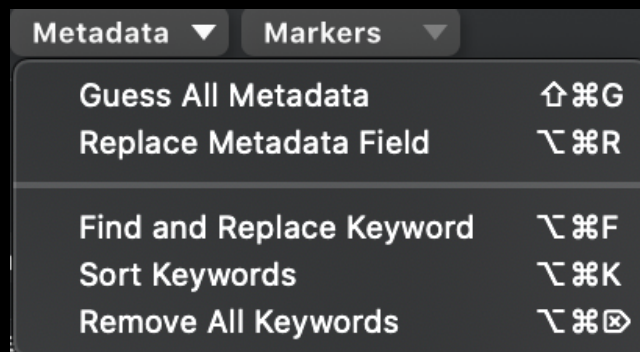 Metadata ▼ Markers ▼
Guess All Metadata ⇧⌘G
Replace Metadata Field ⌥⌘R
Find and Replace Keyword ⌥⌘F
Sort Keywords ⌥⌘K
Remove All Keywords ⌥⌘⌦